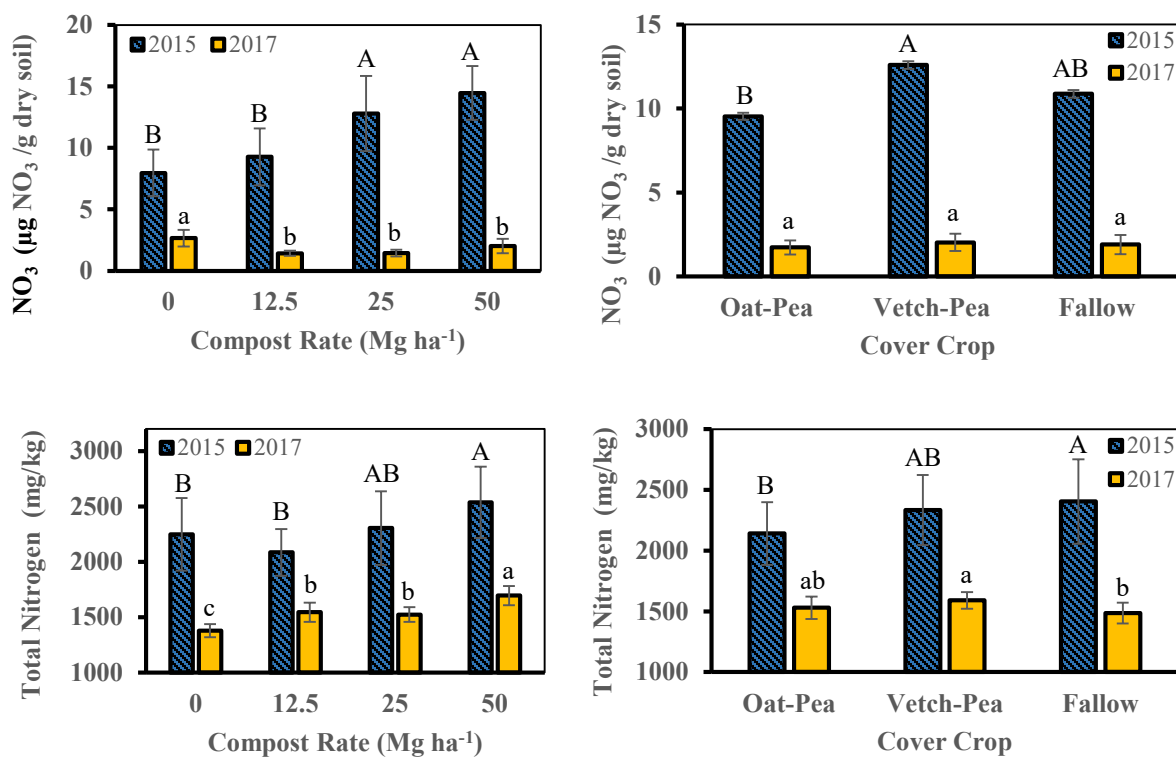 20
15
10
5
0
NO3 (µg NO3 /g dry soil)
2015 2017
B B A A
a b b b
0 12.5 25 50
Compost Rate (Mg ha-1)
15
10
5
0
NO3 (µg NO3 /g dry soil)
2015
2017
B A AB
a a a
Oat-Pea Vetch-Pea Fallow
Cover Crop
3000
2500
2000
1500
1000
Total Nitrogen (mg/kg)
2015 2017
B B AB A
c b b a
0 12.5 25 50
Compost Rate (Mg ha-1)
3000
2500
2000
1500
1000
Total Nitrogen (mg/kg)
2015
2017
B AB A
ab a b
Oat-Pea Vetch-Pea Fallow
Cover Crop